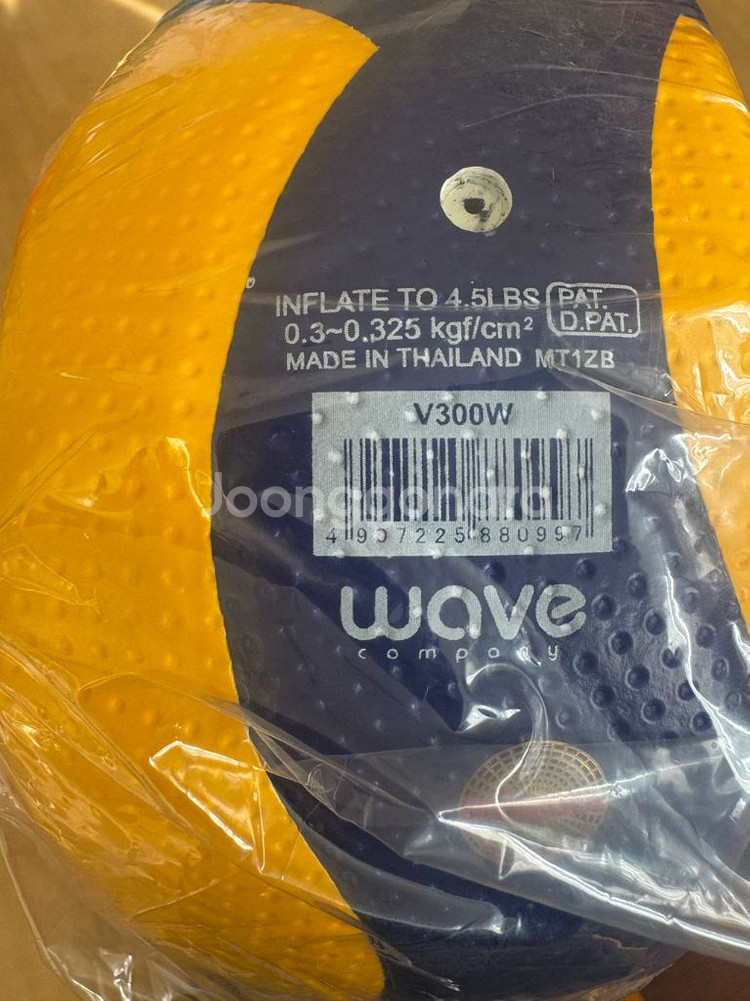 INFLATE TO 4.5LBS
PAT.
D.PAT.
0.3~0.325 kgf/cm²
MADE IN THAILAND MT1ZB
V300W
Joonggonara
4 907225 880997
wave
company